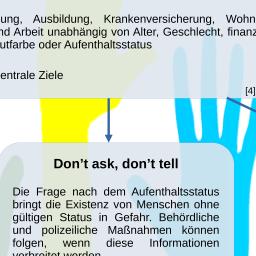 ung, Ausbildung, Krankenversicherung, Wohn
nd Arbeit unabhängig von Alter, Geschlecht, finanz
utfarbe oder Aufenthaltsstatus
entrale Ziele
[4]
Don't ask, don't tell
Die Frage nach dem Aufenthaltsstatus
bringt die Existenz von Menschen ohne
gültigen Status in Gefahr. Behördliche
und polizeiliche Maßnahmen können
folgen, wenn diese Informationen
verbreitet werden